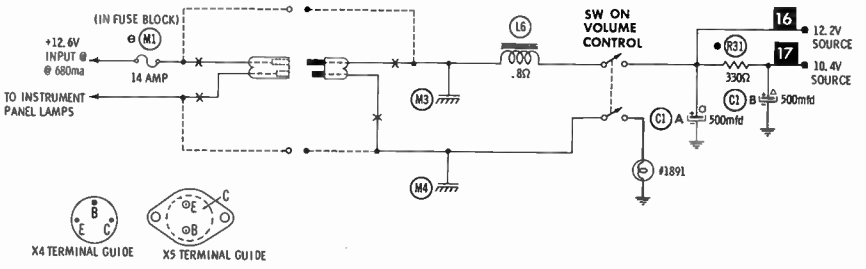 (IN FUSE BLOCK)
⊖ M1
+12.6V
INPUT @
@ 680ma
14 AMP
TO INSTRUMENT
PANEL LAMPS
M3
M4
L6
.8Ω
SW ON
VOLUME
CONTROL
#1891
16
12.2V
SOURCE
R31
330Ω
17
10.4V
SOURCE
C1 A
500mfd
C1 B
500mfd
B
E C
X4 TERMINAL GUIDE
E
C
B
X5 TERMINAL GUIDE